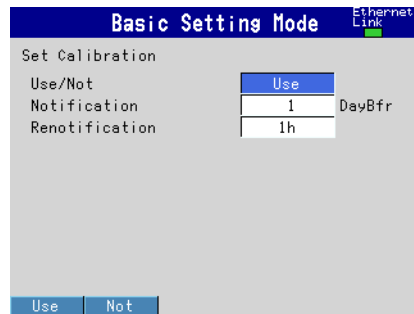 Basic Setting Mode
Ethernet
Link
Set Calibration
Use/Not Use
Notification 1 DayBfr
Renotification 1h
Use Not